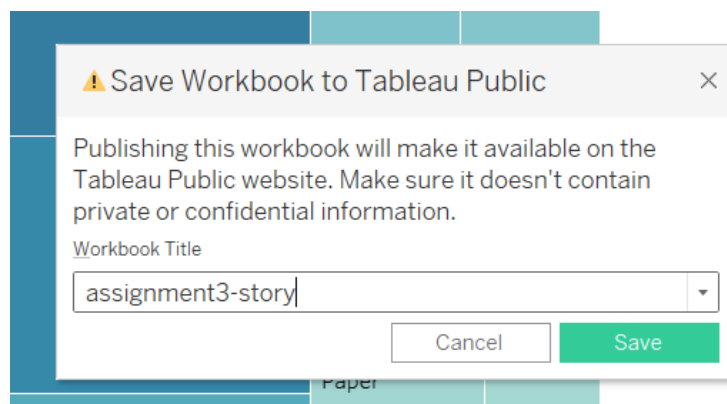 Save Workbook to Tableau Public
Publishing this workbook will make it available on the
Tableau Public website. Make sure it doesn't contain
private or confidential information.
Workbook Title
assignment3-story
Cancel
Save
Paper